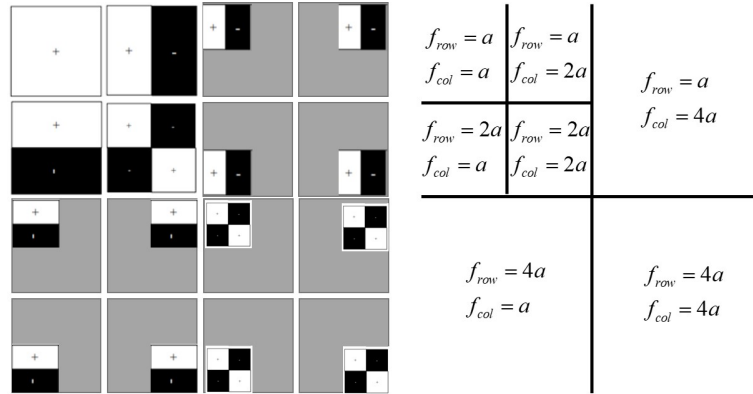 f_row = a
f_col = a
f_row = a
f_col = 2a
f_row = a
f_col = 4a
f_row = 2a
f_col = a
f_row = 2a
f_col = 2a
f_row = 4a
f_col = a
f_row = 4a
f_col = 4a